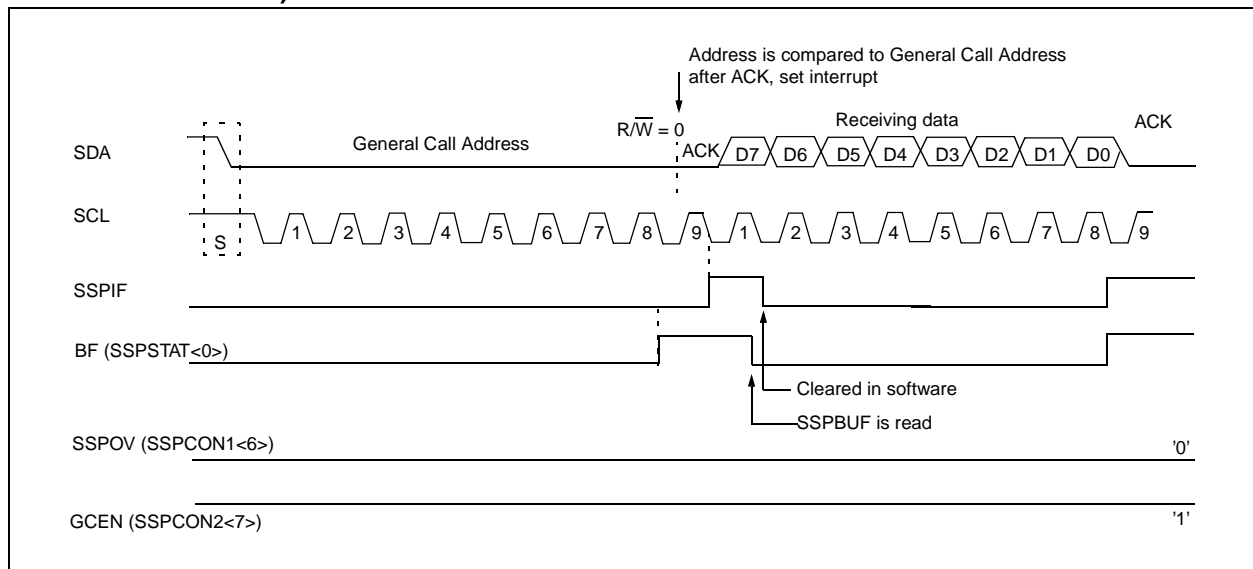 Address is compared to General Call Address
after ACK, set interrupt
R/W̅ = 0
Receiving data
ACK
General Call Address
ACK
SDA
D7 D6 D5 D4 D3 D2 D1 D0
SCL
S
1 2 3 4 5 6 7 8 9 1 2 3 4 5 6 7 8 9
SSPIF
BF (SSPSTAT<0>)
Cleared in software
SSPBUF is read
SSPOV (SSPCON1<6>)
'0'
GCEN (SSPCON2<7>)
'1'